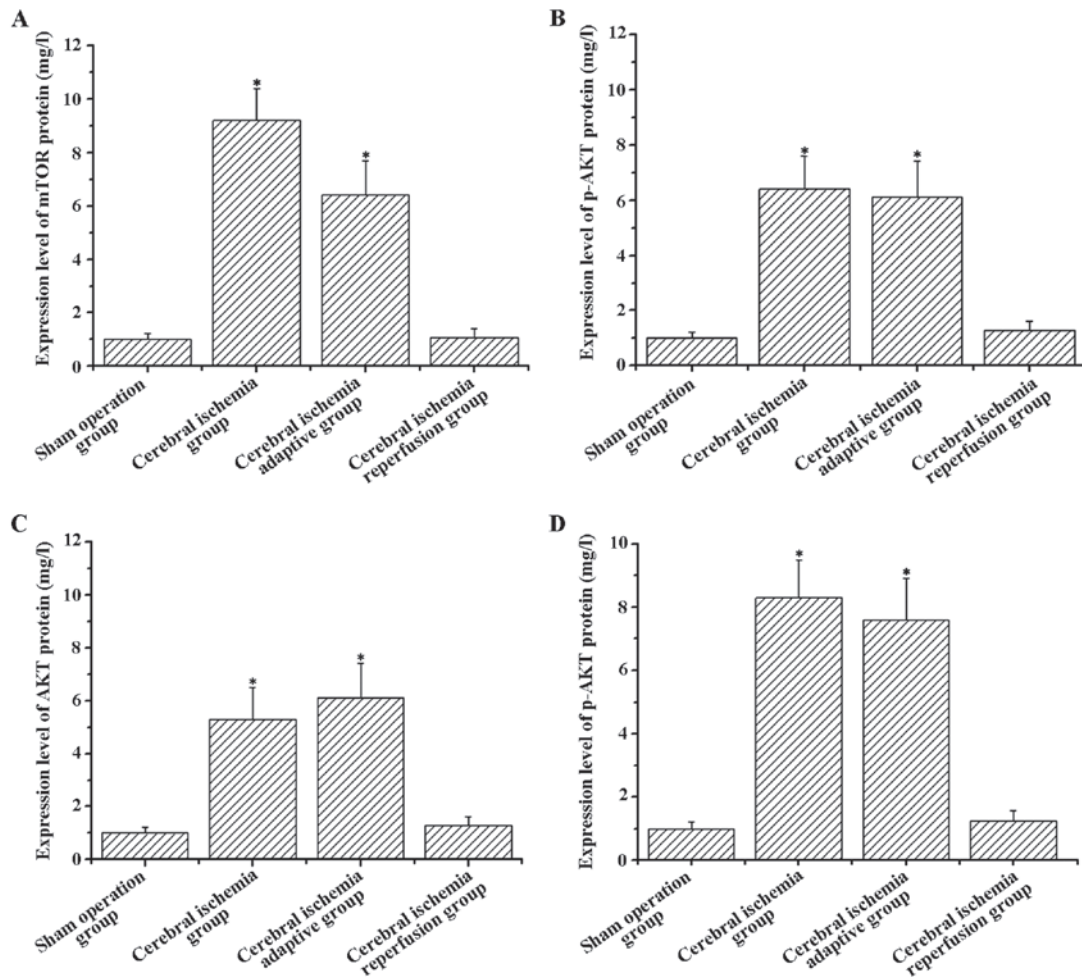 A
Expression level of mTOR protein (mg/l)
12
10
8
6
4
2
0
*
*
Sham operation
group
Cerebral ischemia
group
Cerebral ischemia
adaptive group
Cerebral ischemia
reperfusion group
B
Expression level of p-AKT protein (mg/l)
12
10
8
6
4
2
0
*
*
Sham operation
group
Cerebral ischemia
group
Cerebral ischemia
adaptive group
Cerebral ischemia
reperfusion group
C
Expression level of AKT protein (mg/l)
12
10
8
6
4
2
0
*
*
Sham operation
group
Cerebral ischemia
group
Cerebral ischemia
adaptive group
Cerebral ischemia
reperfusion group
D
Expression level of p-AKT protein (mg/l)
10
8
6
4
2
0
*
*
Sham operation
group
Cerebral ischemia
group
Cerebral ischemia
adaptive group
Cerebral ischemia
reperfusion group